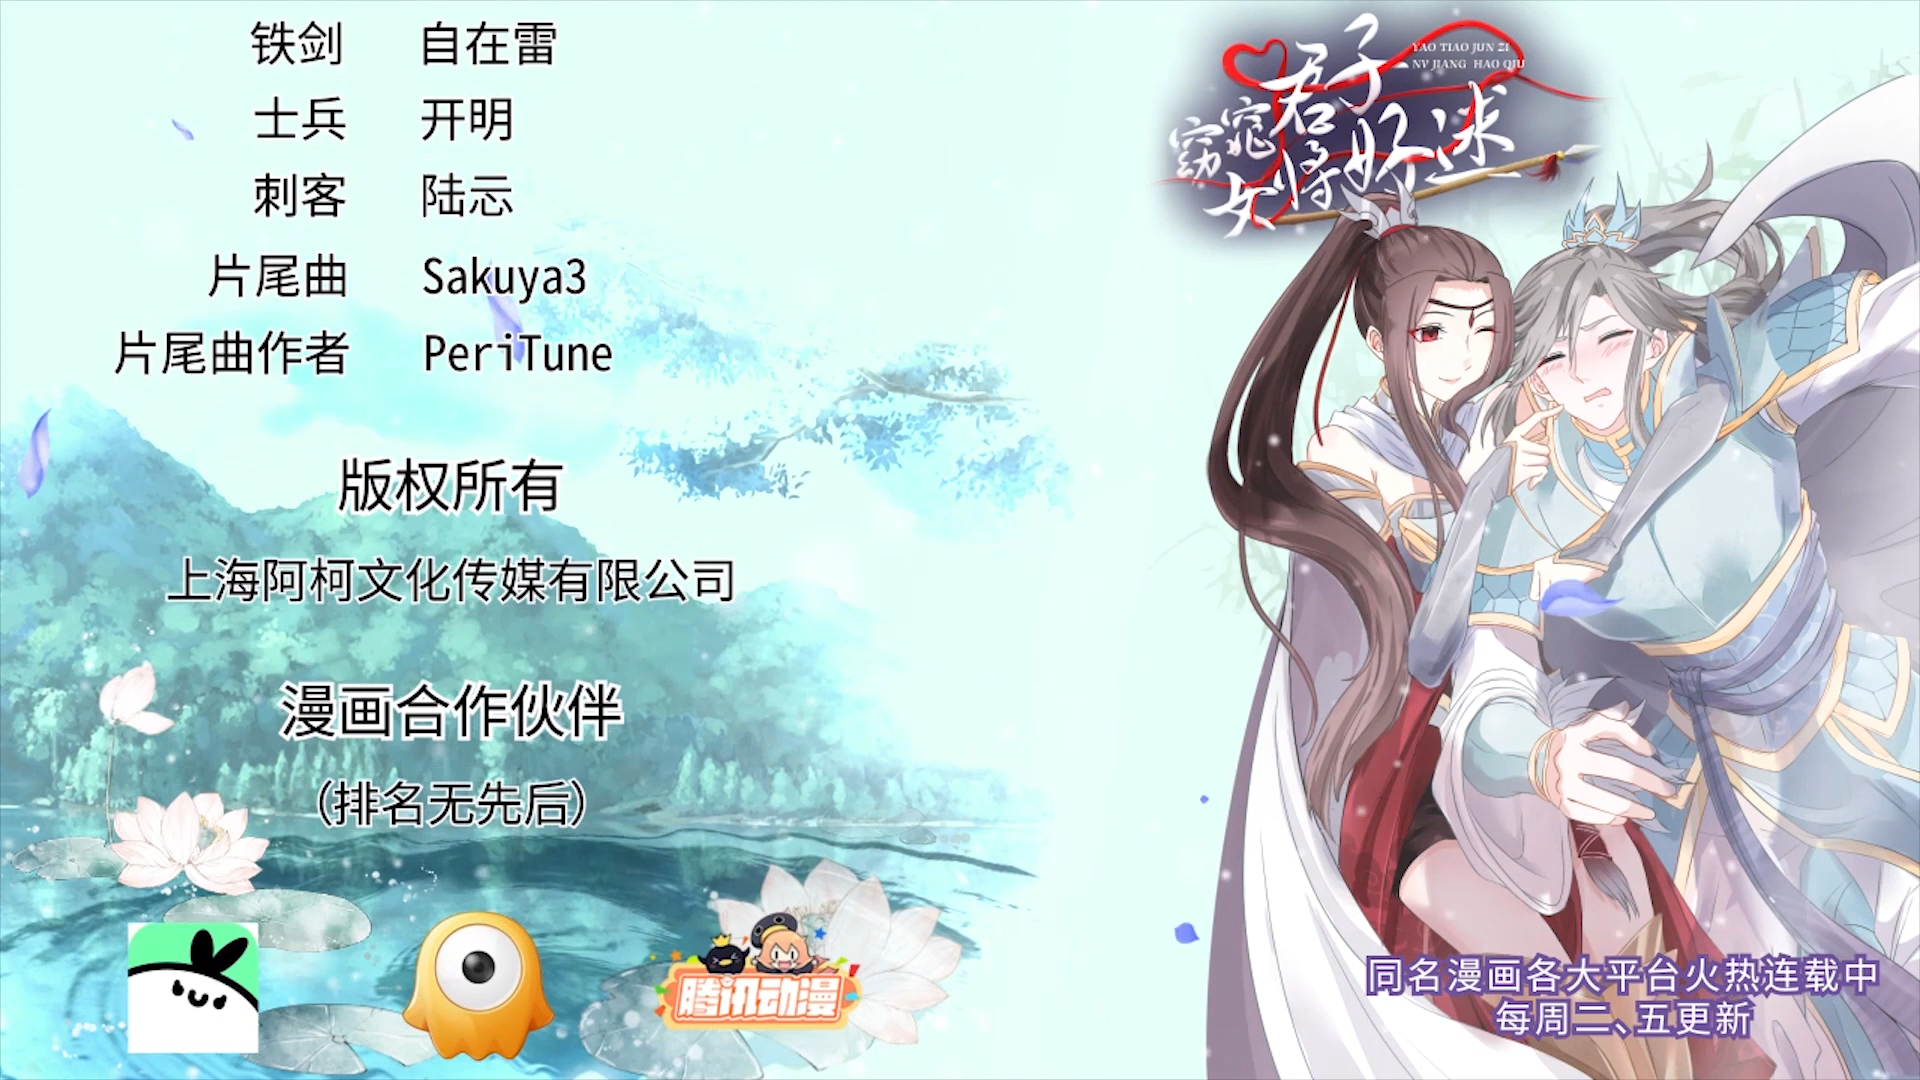 铁剑 自在雷
士兵 开明
刺客 陆忈
片尾曲 Sakuya3
片尾曲作者 PeriTune
版权所有
上海阿柯文化传媒有限公司
漫画合作伙伴
（排名无先后）
腾讯动漫
窈窕君子
女将好逑
YAO TIAO JUN ZI
NV JIANG HAO QIU
同名漫画各大平台火热连载中
每周二、五更新